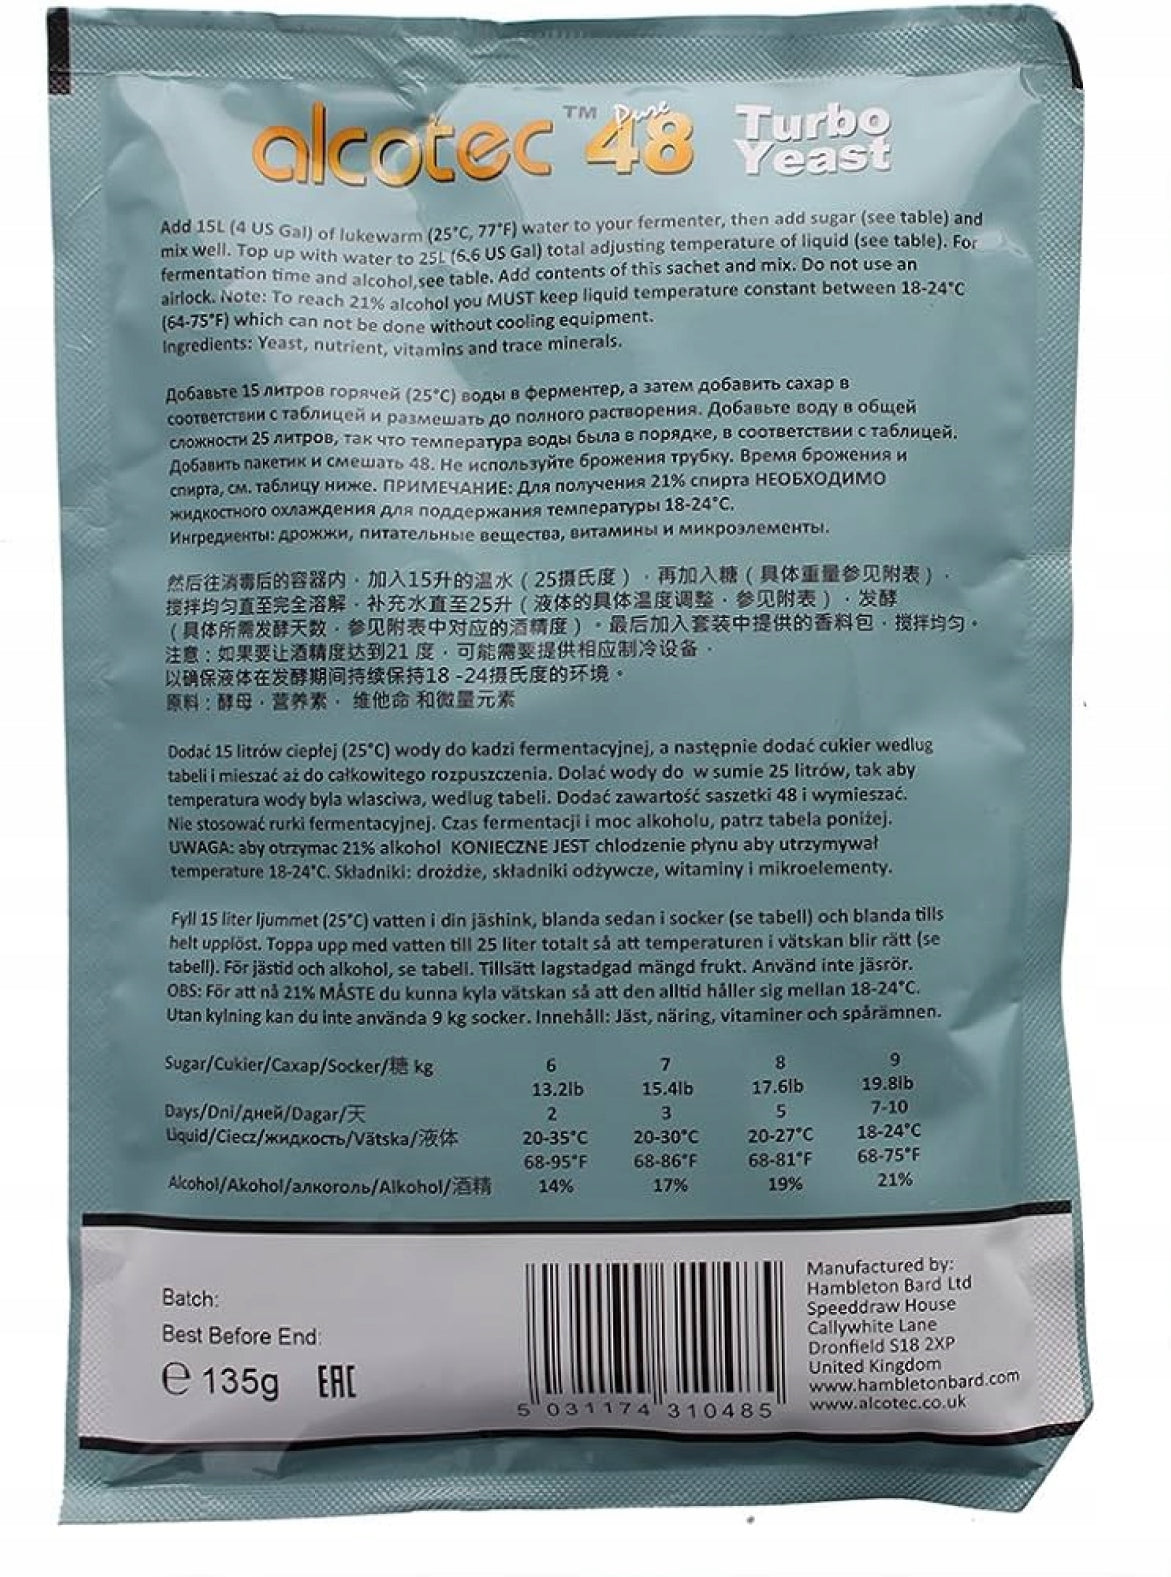 alcotec™ Pure 48 Turbo Yeast
Add 15L (4 US Gal) of lukewarm (25°C, 77°F) water to your fermenter, then add sugar (see table) and
mix well. Top up with water to 25L (6.6 US Gal) total adjusting temperature of liquid (see table). For
fermentation time and alcohol,see table. Add contents of this sachet and mix. Do not use an
airlock. Note: To reach 21% alcohol you MUST keep liquid temperature constant between 18-24°C
(64-75°F) which can not be done without cooling equipment.
Ingredients: Yeast, nutrient, vitamins and trace minerals.
Добавьте 15 литров горячей (25°C) воды в ферментер, а затем добавить сахар в
соответствии с таблицей и размешать до полного растворения. Добавьте воду в общей
сложности 25 литров, так что температура воды была в порядке, в соответствии с таблицей.
Добавить пакетик и смешать 48. Не используйте брожения трубку. Время брожения и
спирта, см. таблицу ниже. ПРИМЕЧАНИЕ: Для получения 21% спирта НЕОБХОДИМО
жидкостного охлаждения для поддержания температуры 18-24°C.
Ингредиенты: дрожжи, питательные вещества, витамины и микроэлементы.
然后往消毒后的容器内 · 加入15升的温水（25摄氏度） · 再加入糖（具体重量参见附表） ·
搅拌均匀直至完全溶解 · 补充水直至25升（液体的具体温度调整 · 参见附表） · 发酵
（具体所需发酵天数 · 参见附表中对应的酒精度）。最后加入套装中提供的香料包 · 搅拌均匀。
注意：如果要让酒精度达到21 度 · 可能需要提供相应制冷设备 ·
以确保液体在发酵期间持续保持18 -24摄氏度的环境。
原料：酵母 · 营养素 · 维他命 和微量元素
Dodać 15 litrów ciepłej (25°C) wody do kadzi fermentacyjnej, a następnie dodać cukier wedlug
tabeli i mieszać aż do całkowitego rozpuszczenia. Dolać wody do w sumie 25 litrów, tak aby
temperatura wody byla wlasciwa, wedlug tabeli. Dodać zawartość saszetki 48 i wymieszać.
Nie stosować rurki fermentacyjnej. Czas fermentacji i moc alkoholu, patrz tabela poniżej.
UWAGA: aby otrzymac 21% alkohol KONIECZNE JEST chlodzenie płynu aby utrzymywał
temperature 18-24°C. Składniki: drożdże, składniki odżywcze, witaminy i mikroelementy.
Fyll 15 liter ljummet (25°C) vatten i din jäshink, blanda sedan i socker (se tabell) och blanda tills
helt upplöst. Toppa upp med vatten till 25 liter totalt så att temperaturen i vätskan blir rätt (se
tabell). För jästid och alkohol, se tabell. Tillsätt lagstadgad mängd frukt. Använd inte jäsrör.
OBS: För att nå 21% MÅSTE du kunna kyla vätskan så att den alltid håller sig mellan 18-24°C.
Utan kylning kan du inte använda 9 kg socker. Innehåll: Jäst, näring, vitaminer och spårämnen.
Sugar/Cukier/Сахар/Socker/糖 kg 6 7 8 9
13.2lb 15.4lb 17.6lb 19.8lb
Days/Dni/дней/Dagar/天 2 3 5 7-10
Liquid/Ciecz/жидкость/Vätska/液体 20-35°C 20-30°C 20-27°C 18-24°C
68-95°F 68-86°F 68-81°F 68-75°F
Alcohol/Akohol/алкоголь/Alkohol/酒精 14% 17% 19% 21%
Batch:
Best Before End:
℮ 135g EAC
5 031174 310485
Manufactured by:
Hambleton Bard Ltd
Speeddraw House
Callywhite Lane
Dronfield S18 2XP
United Kingdom
www.hambletonbard.com
www.alcotec.co.uk